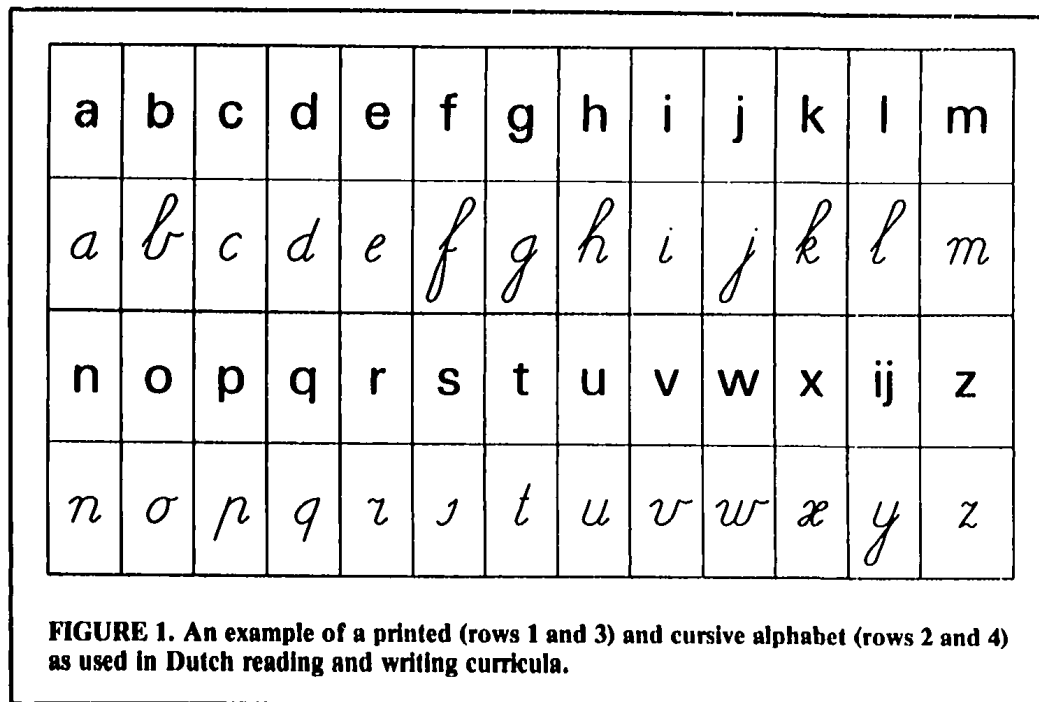 a b c d e f g h i j k l m
a b c d e f g h i j k l m
n o p q r s t u v w x ij z
n o p q r s t u v w x y z
FIGURE 1. An example of a printed (rows 1 and 3) and cursive alphabet (rows 2 and 4)
as used in Dutch reading and writing curricula.